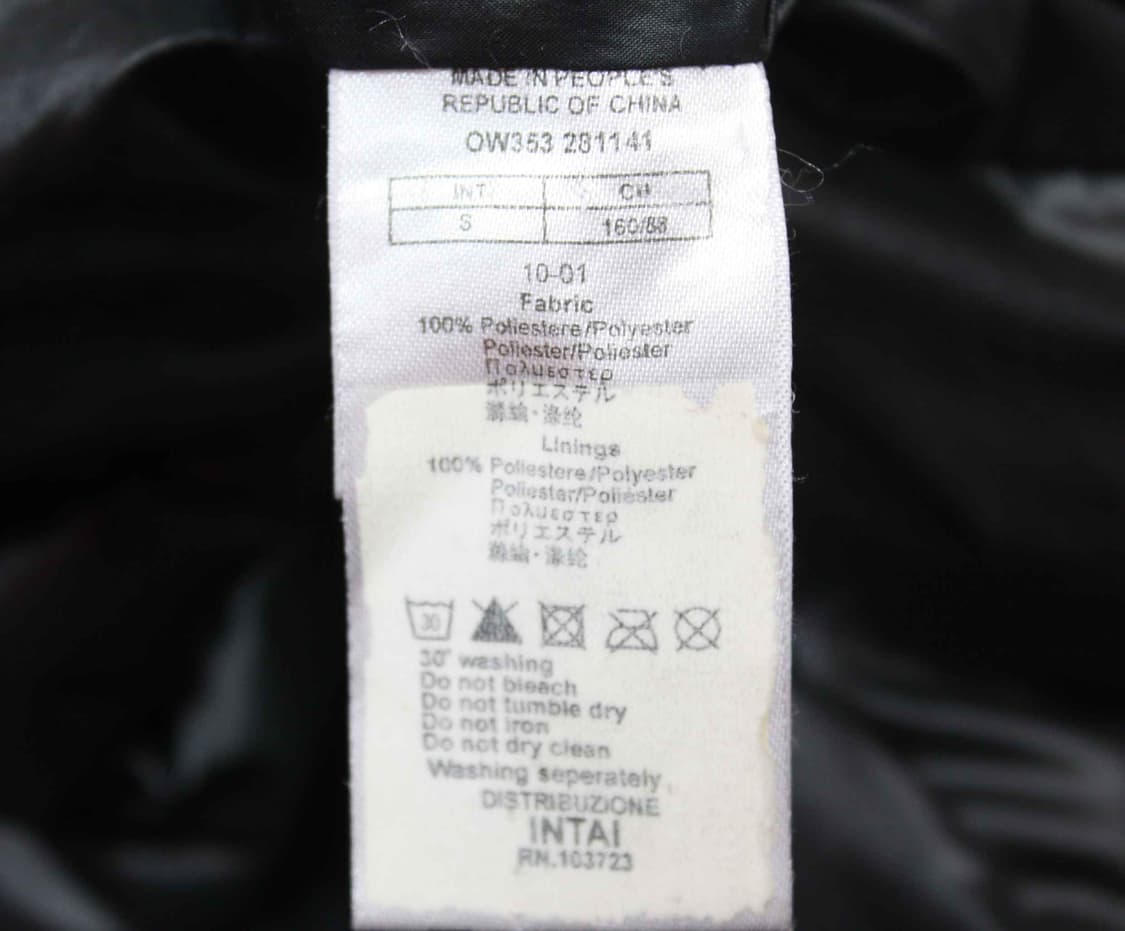 MADE IN PEOPLE'S
REPUBLIC OF CHINA
OW353 281141
INT CH
S 160/88
10-01
Fabric
100% Poliestere/Polyester
Poliester/Poliester
Πολμεστερ
ポリエステル
滌綸·涤纶
Linings
100% Poliestere/Polyester
Poliester/Poliéster
Πολμεστερ
ポリエステル
滌綸·涤纶
30
30° washing
Do not bleach
Do not tumble dry
Do not iron
Do not dry clean
Washing seperately
DISTRIBUZIONE
INTAI
RN.103723